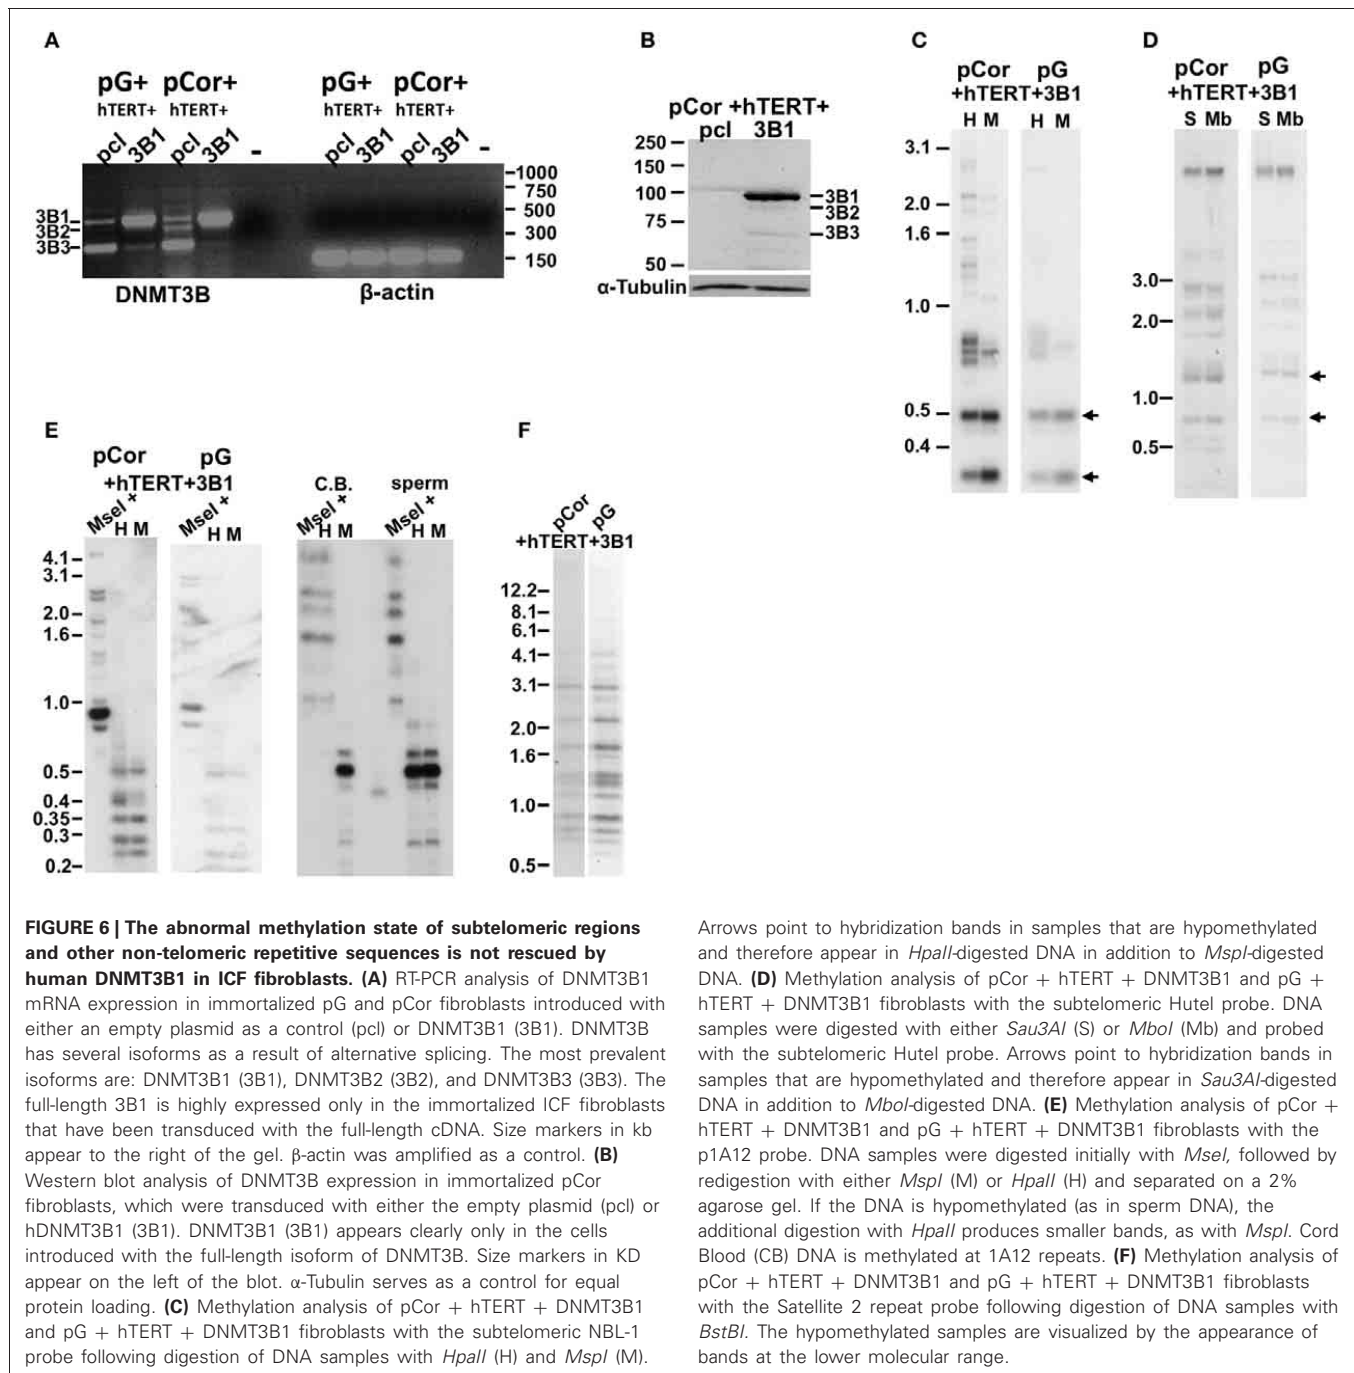 A
pG+ pCor+ pG+ pCor+
hTERT+ hTERT+ hTERT+ hTERT+
pcl 3B1 pcl 3B1 - pcl 3B1 pcl 3B1 -
3B1
3B2
3B3
1000
750
500
300
150
DNMT3B β-actin
B
pCor +hTERT+
pcl 3B1
250
150
100
75
50
3B1
3B2
3B3
α-Tubulin
C
pCor pG
+hTERT+3B1
H M H M
3.1
2.0
1.6
1.0
0.5
0.4
D
pCor pG
+hTERT+3B1
S Mb S Mb
3.0
2.0
1.0
0.5
E
pCor pG
+hTERT+3B1
C.B. sperm
MseI + MseI + MseI + MseI +
H M H M H M H M
4.1
3.1
2.0
1.6
1.0
0.5
0.4
0.35
0.3
0.2
F
pCor pG
+hTERT+3B1
12.2
8.1
6.1
4.1
3.1
2.0
1.6
1.0
0.5
FIGURE 6 | The abnormal methylation state of subtelomeric regions
and other non-telomeric repetitive sequences is not rescued by
human DNMT3B1 in ICF fibroblasts. (A) RT-PCR analysis of DNMT3B1
mRNA expression in immortalized pG and pCor fibroblasts introduced with
either an empty plasmid as a control (pcl) or DNMT3B1 (3B1). DNMT3B
has several isoforms as a result of alternative splicing. The most prevalent
isoforms are: DNMT3B1 (3B1), DNMT3B2 (3B2), and DNMT3B3 (3B3). The
full-length 3B1 is highly expressed only in the immortalized ICF fibroblasts
that have been transduced with the full-length cDNA. Size markers in kb
appear to the right of the gel. β-actin was amplified as a control. (B)
Western blot analysis of DNMT3B expression in immortalized pCor
fibroblasts, which were transduced with either the empty plasmid (pcl) or
hDNMT3B1 (3B1). DNMT3B1 (3B1) appears clearly only in the cells
introduced with the full-length isoform of DNMT3B. Size markers in KD
appear on the left of the blot. α-Tubulin serves as a control for equal
protein loading. (C) Methylation analysis of pCor + hTERT + DNMT3B1
and pG + hTERT + DNMT3B1 fibroblasts with the subtelomeric NBL-1
probe following digestion of DNA samples with HpaII (H) and MspI (M).
Arrows point to hybridization bands in samples that are hypomethylated
and therefore appear in HpaII-digested DNA in addition to MspI-digested
DNA. (D) Methylation analysis of pCor + hTERT + DNMT3B1 and pG +
hTERT + DNMT3B1 fibroblasts with the subtelomeric Hutel probe. DNA
samples were digested with either Sau3AI (S) or MboI (Mb) and probed
with the subtelomeric Hutel probe. Arrows point to hybridization bands in
samples that are hypomethylated and therefore appear in Sau3AI-digested
DNA in addition to MboI-digested DNA. (E) Methylation analysis of pCor +
hTERT + DNMT3B1 and pG + hTERT + DNMT3B1 fibroblasts with the
p1A12 probe. DNA samples were digested initially with MseI, followed by
redigestion with either MspI (M) or HpaII (H) and separated on a 2%
agarose gel. If the DNA is hypomethylated (as in sperm DNA), the
additional digestion with HpaII produces smaller bands, as with MspI. Cord
Blood (CB) DNA is methylated at 1A12 repeats. (F) Methylation analysis of
pCor + hTERT + DNMT3B1 and pG + hTERT + DNMT3B1 fibroblasts
with the Satellite 2 repeat probe following digestion of DNA samples with
BstBI. The hypomethylated samples are visualized by the appearance of
bands at the lower molecular range.